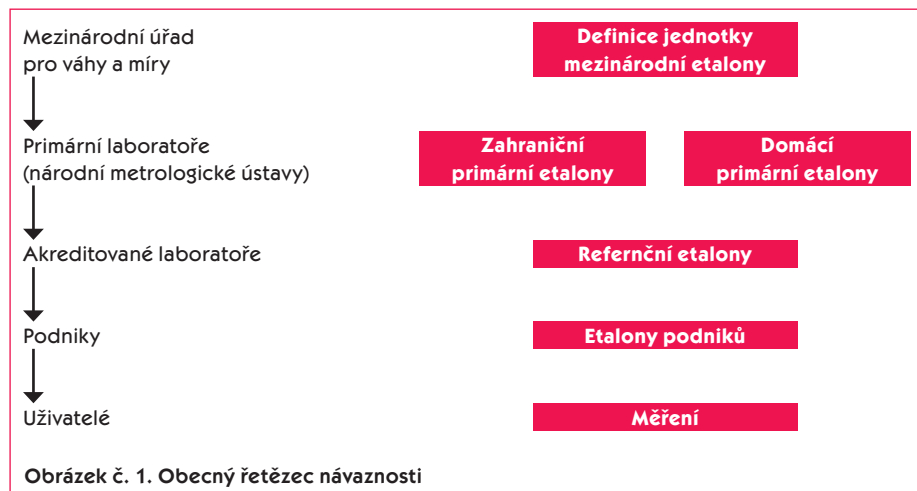 Mezinárodní úřad
pro váhy a míry
Definice jednotky
mezinárodní etalony
Primární laboratoře
(národní metrologické ústavy)
Zahraniční
primární etalony
Domácí
primární etalony
Akreditované laboratoře
Refernční etalony
Podniky
Etalony podniků
Uživatelé
Měření
Obrázek č. 1. Obecný řetězec návaznosti